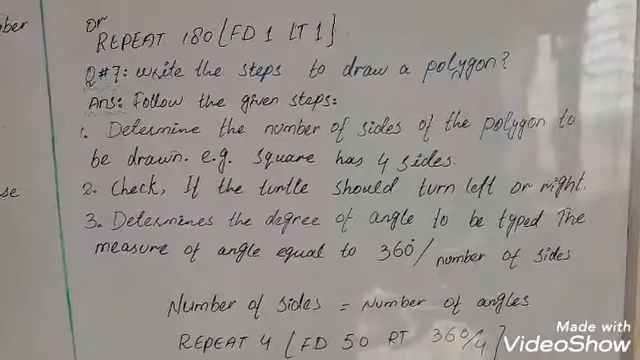 or
REPEAT 180 [FD 1 LT 1]
Q#7: Write the steps to draw a polygon?
Ans: Follow the given steps:
1. Determine the number of sides of the polygon to
be drawn. e.g. square has 4 sides.
2. Check, If the turtle should turn left or right.
3. Determines the degree of angle to be typed The
measure of angle equal to 360°/number of sides
Number of sides = Number of angles
REPEAT 4 [FD 50 RT 360/4]
Made with
VideoShow